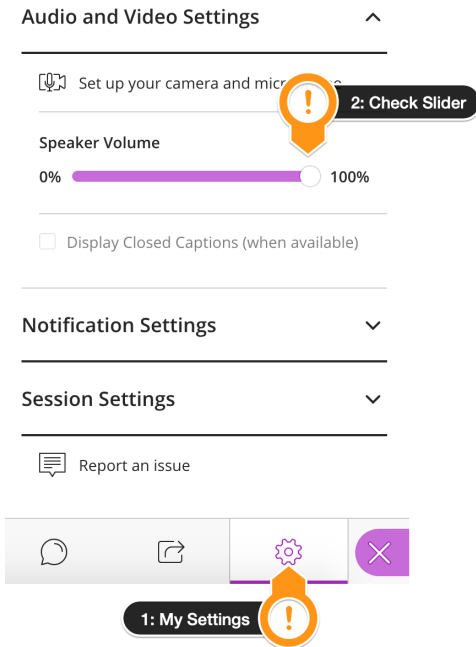 Audio and Video Settings
Set up your camera and microphone
2: Check Slider
Speaker Volume
0% 100%
Display Closed Captions (when available)
Notification Settings
Session Settings
Report an issue
1: My Settings